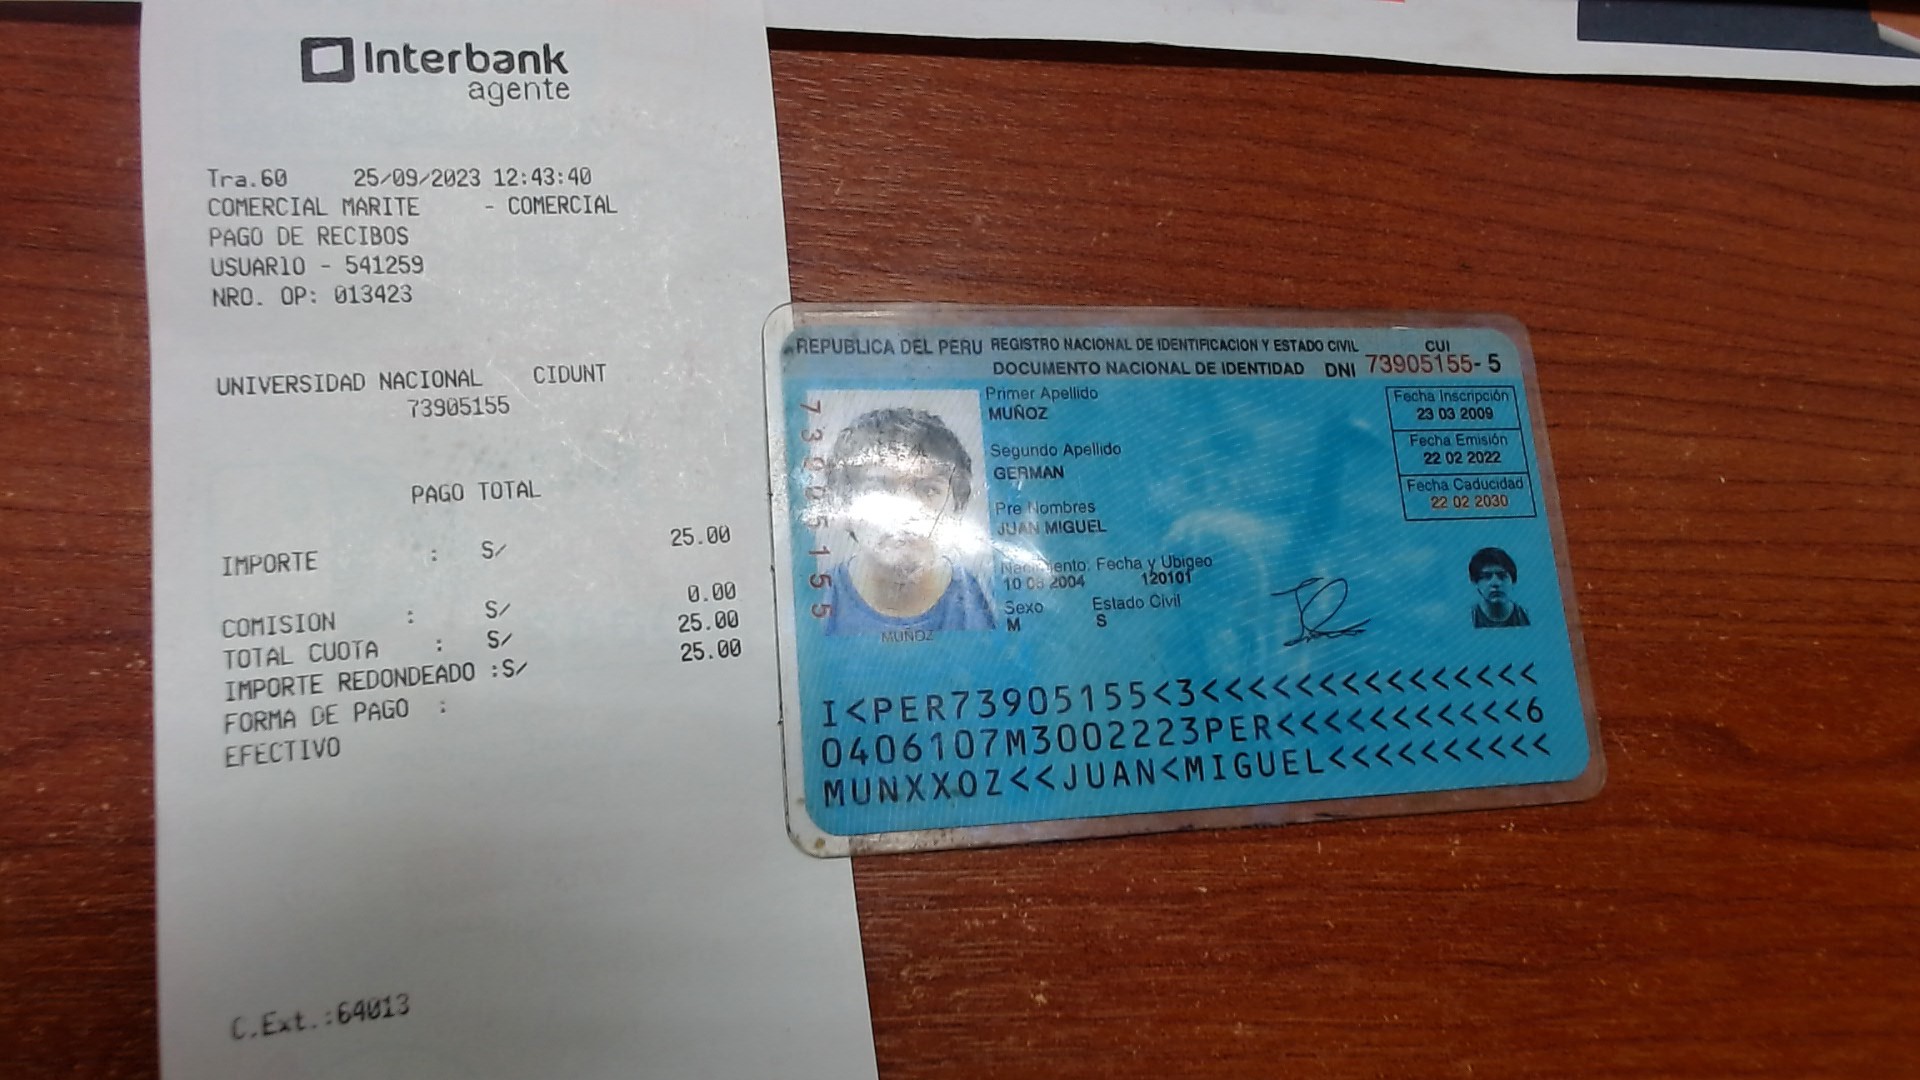 Interbank
agente
Tra.60 25/09/2023 12:43:40
COMERCIAL MARITE - COMERCIAL
PAGO DE RECIBOS
USUARIO - 541259
NRO. OP: 013423
UNIVERSIDAD NACIONAL CIDUNT
73905155
PAGO TOTAL
IMPORTE : S/ 25.00
COMISION : S/ 0.00
TOTAL CUOTA : S/ 25.00
IMPORTE REDONDEADO :S/ 25.00
FORMA DE PAGO :
EFECTIVO
C.Ext.:64013
REPUBLICA DEL PERU REGISTRO NACIONAL DE IDENTIFICACION Y ESTADO CIVIL CUI
DOCUMENTO NACIONAL DE IDENTIDAD DNI 73905155-5
Primer Apellido
MUÑOZ
Segundo Apellido
GERMAN
Pre Nombres
JUAN MIGUEL
Nacimiento: Fecha y Ubigeo
10 06 2004 120101
Sexo Estado Civil
M S
Fecha Inscripción
23 03 2009
Fecha Emisión
22 02 2022
Fecha Caducidad
22 02 2030
73905155
MUÑOZ
I<PER73905155<3<<<<<<<<<<<<<<<
0406107M3002223PER<<<<<<<<<<<6
MUNXXOZ<<JUAN<MIGUEL<<<<<<<<<<